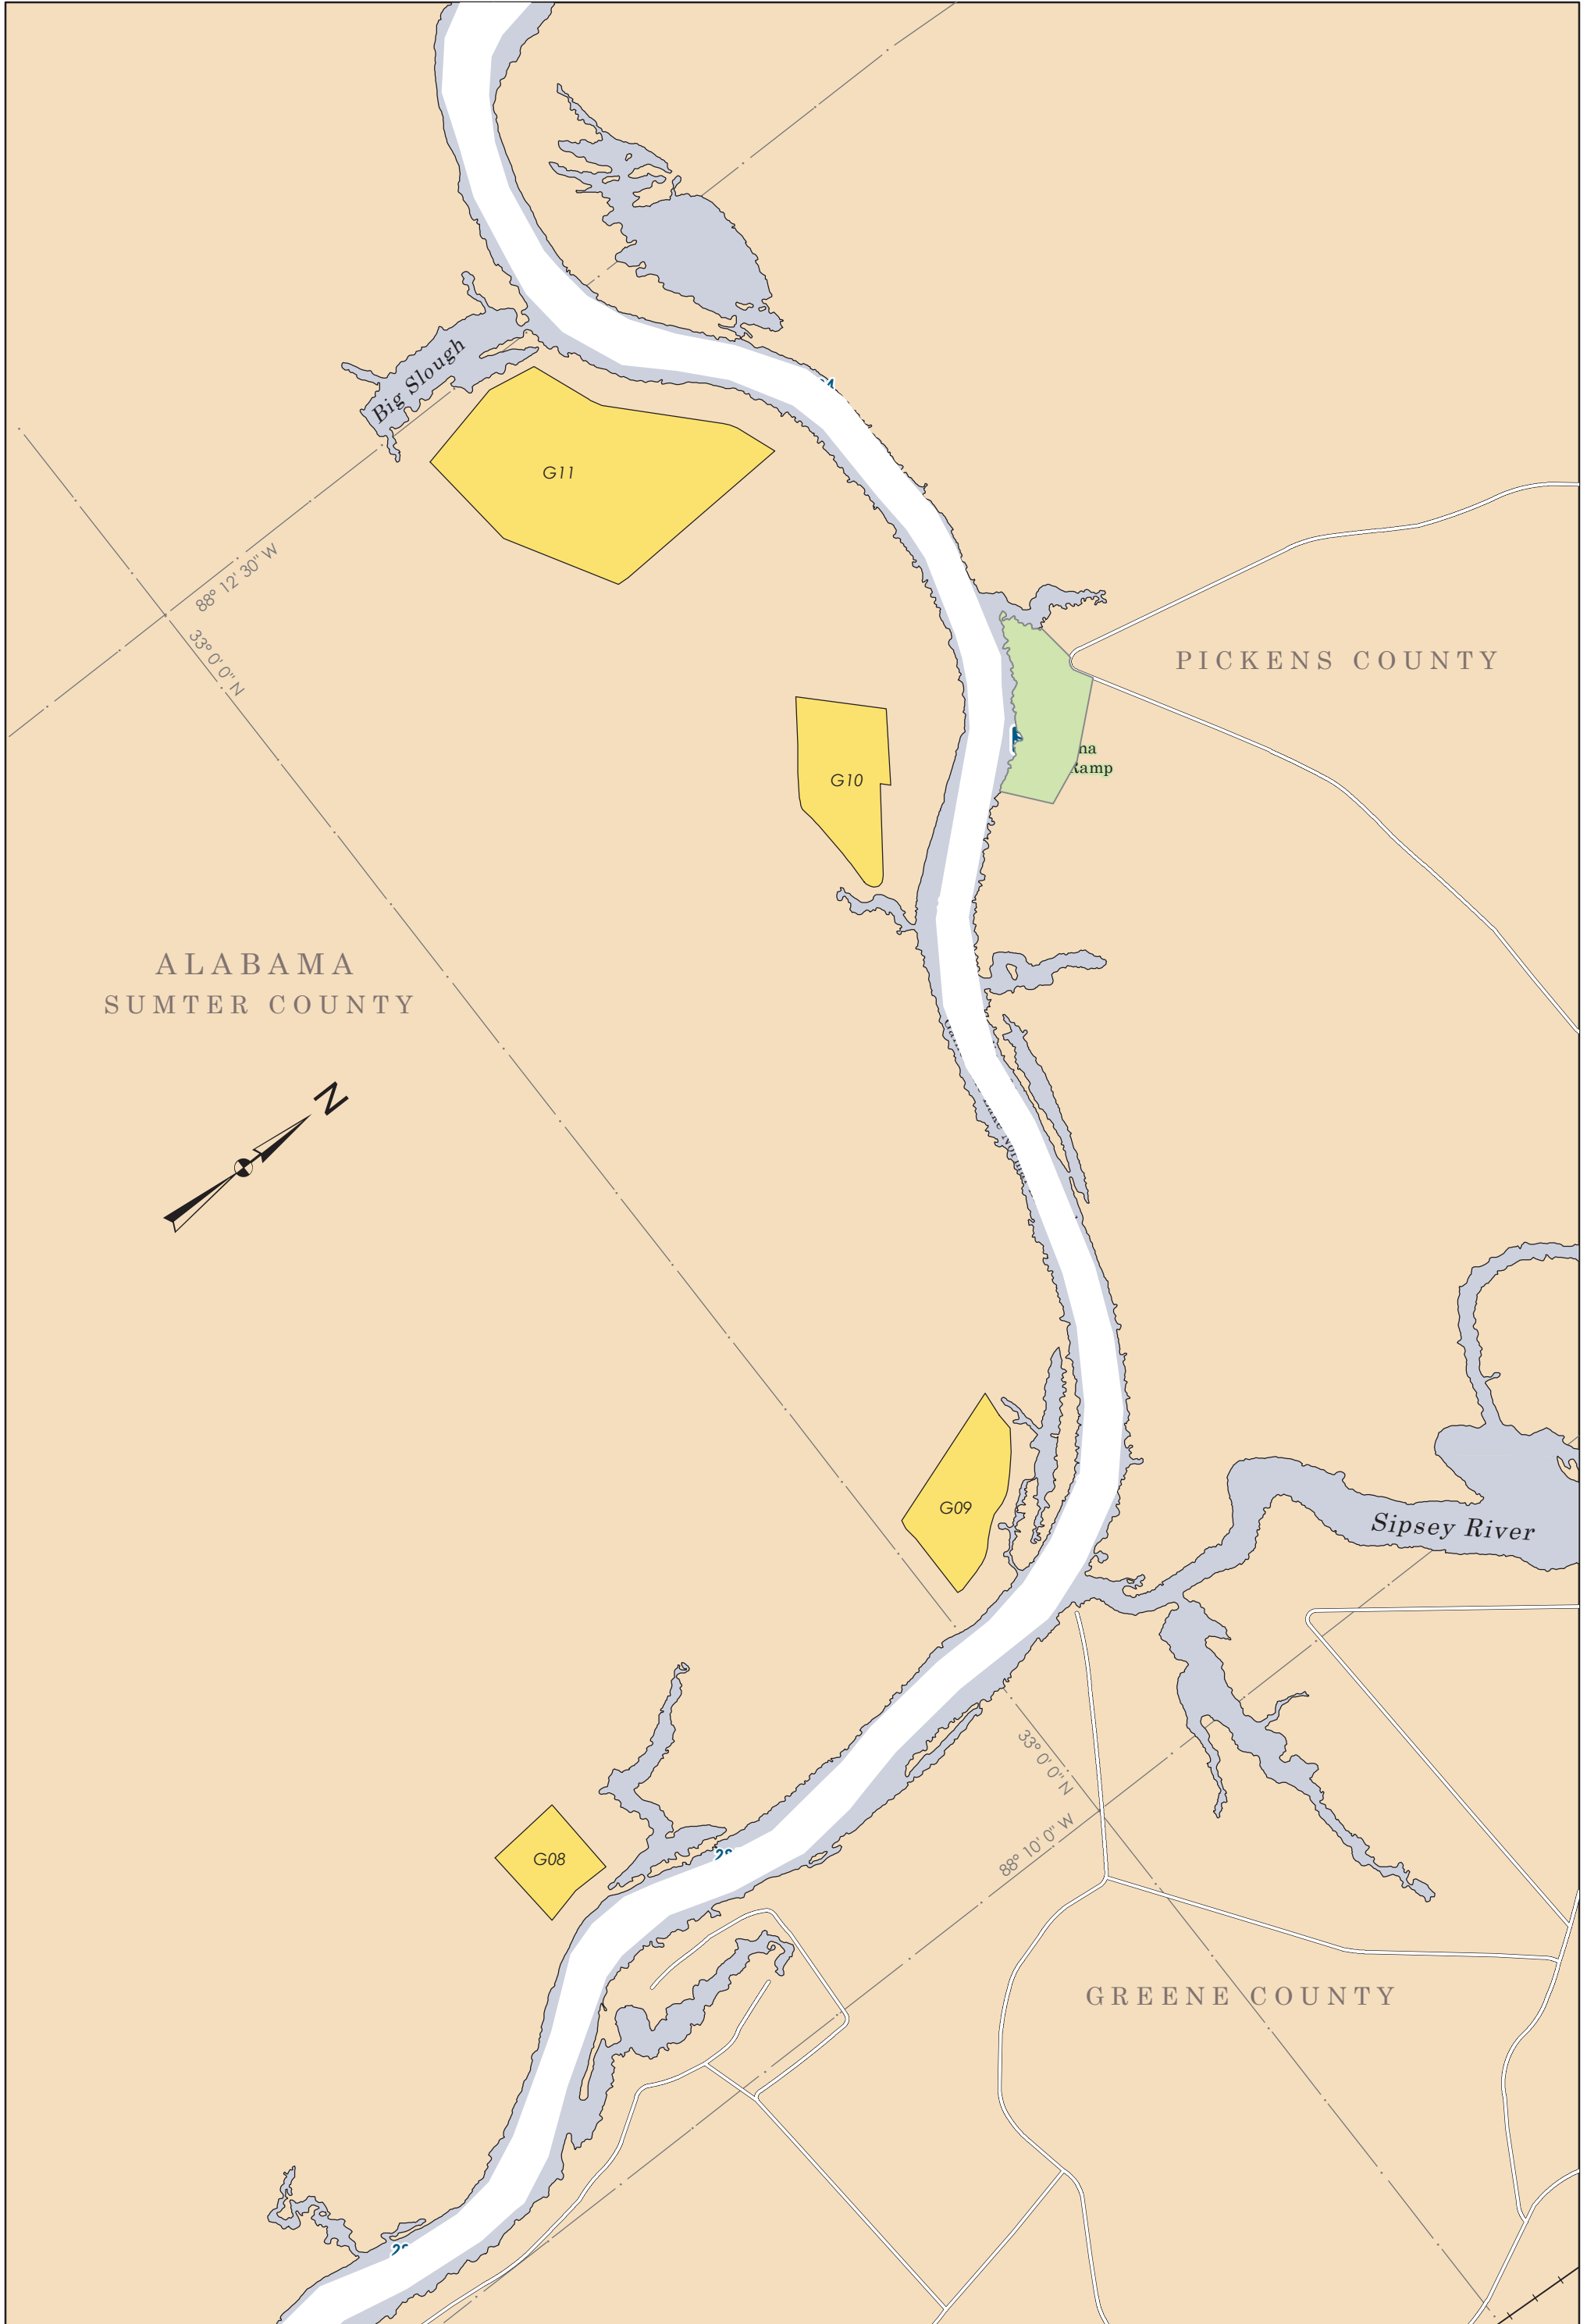 Big Slough
G11
88° 12' 30" W
33° 0' 0" N
PICKENS COUNTY
G10
Ramp
ALABAMA
SUMTER COUNTY
N
G09
Sipsey River
33° 0' 0" N
88° 10' 0" W
G08
GREENE COUNTY